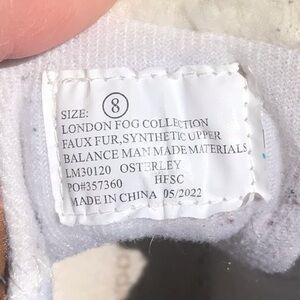 SIZE: 8
LONDON FOG COLLECTION
FAUX FUR,SYNTHETIC UPPER
BALANCE MAN MADE MATERIALS
LM30120 OSTERLEY
PO#357360 HFSC
MADE IN CHINA 05/2022